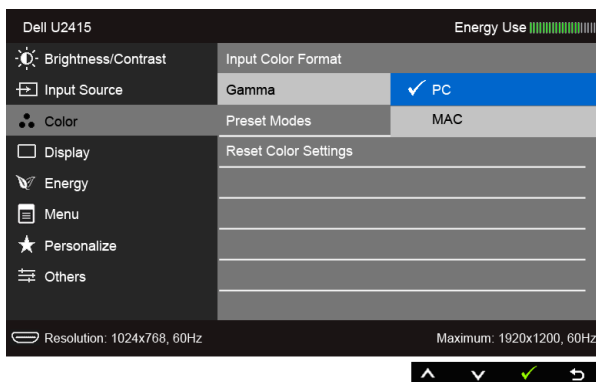 Dell U2415
Energy Use
Brightness/Contrast
Input Source
Color
Display
Energy
Menu
Personalize
Others
Input Color Format
Gamma
Preset Modes
Reset Color Settings
PC
MAC
Resolution: 1024x768, 60Hz
Maximum: 1920x1200, 60Hz